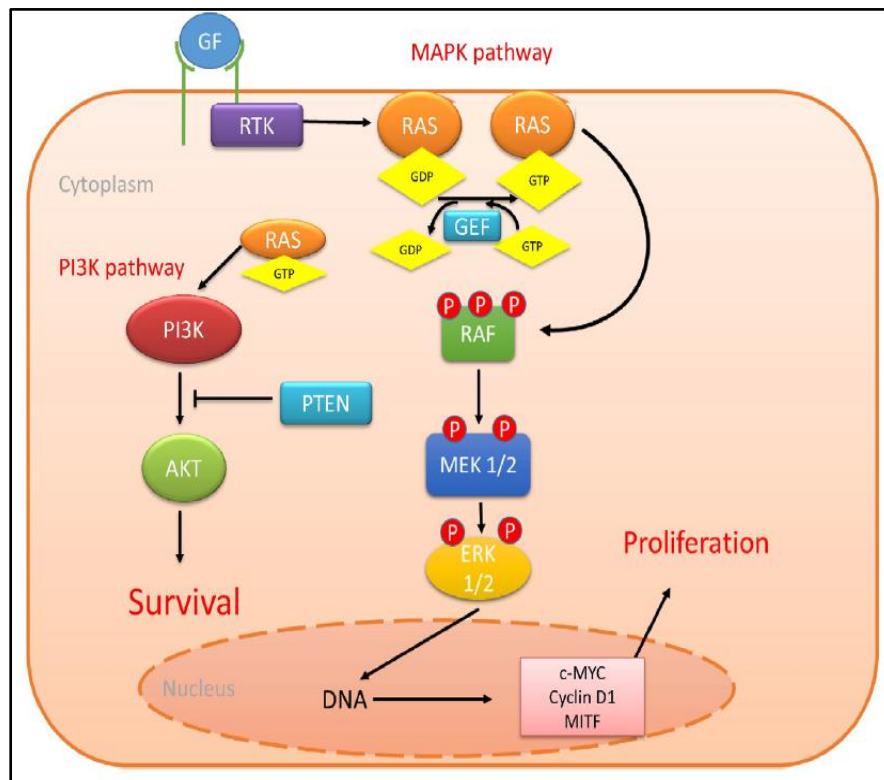 GF
MAPK pathway
RTK
RAS
RAS
GDP
GTP
Cytoplasm
GEF
GDP
GTP
RAS
GTP
PI3K pathway
PI3K
P P P
RAF
PTEN
P P
MEK 1/2
AKT
P P
ERK
1/2
Proliferation
Survival
Nucleus
DNA
c-MYC
Cyclin D1
MITF